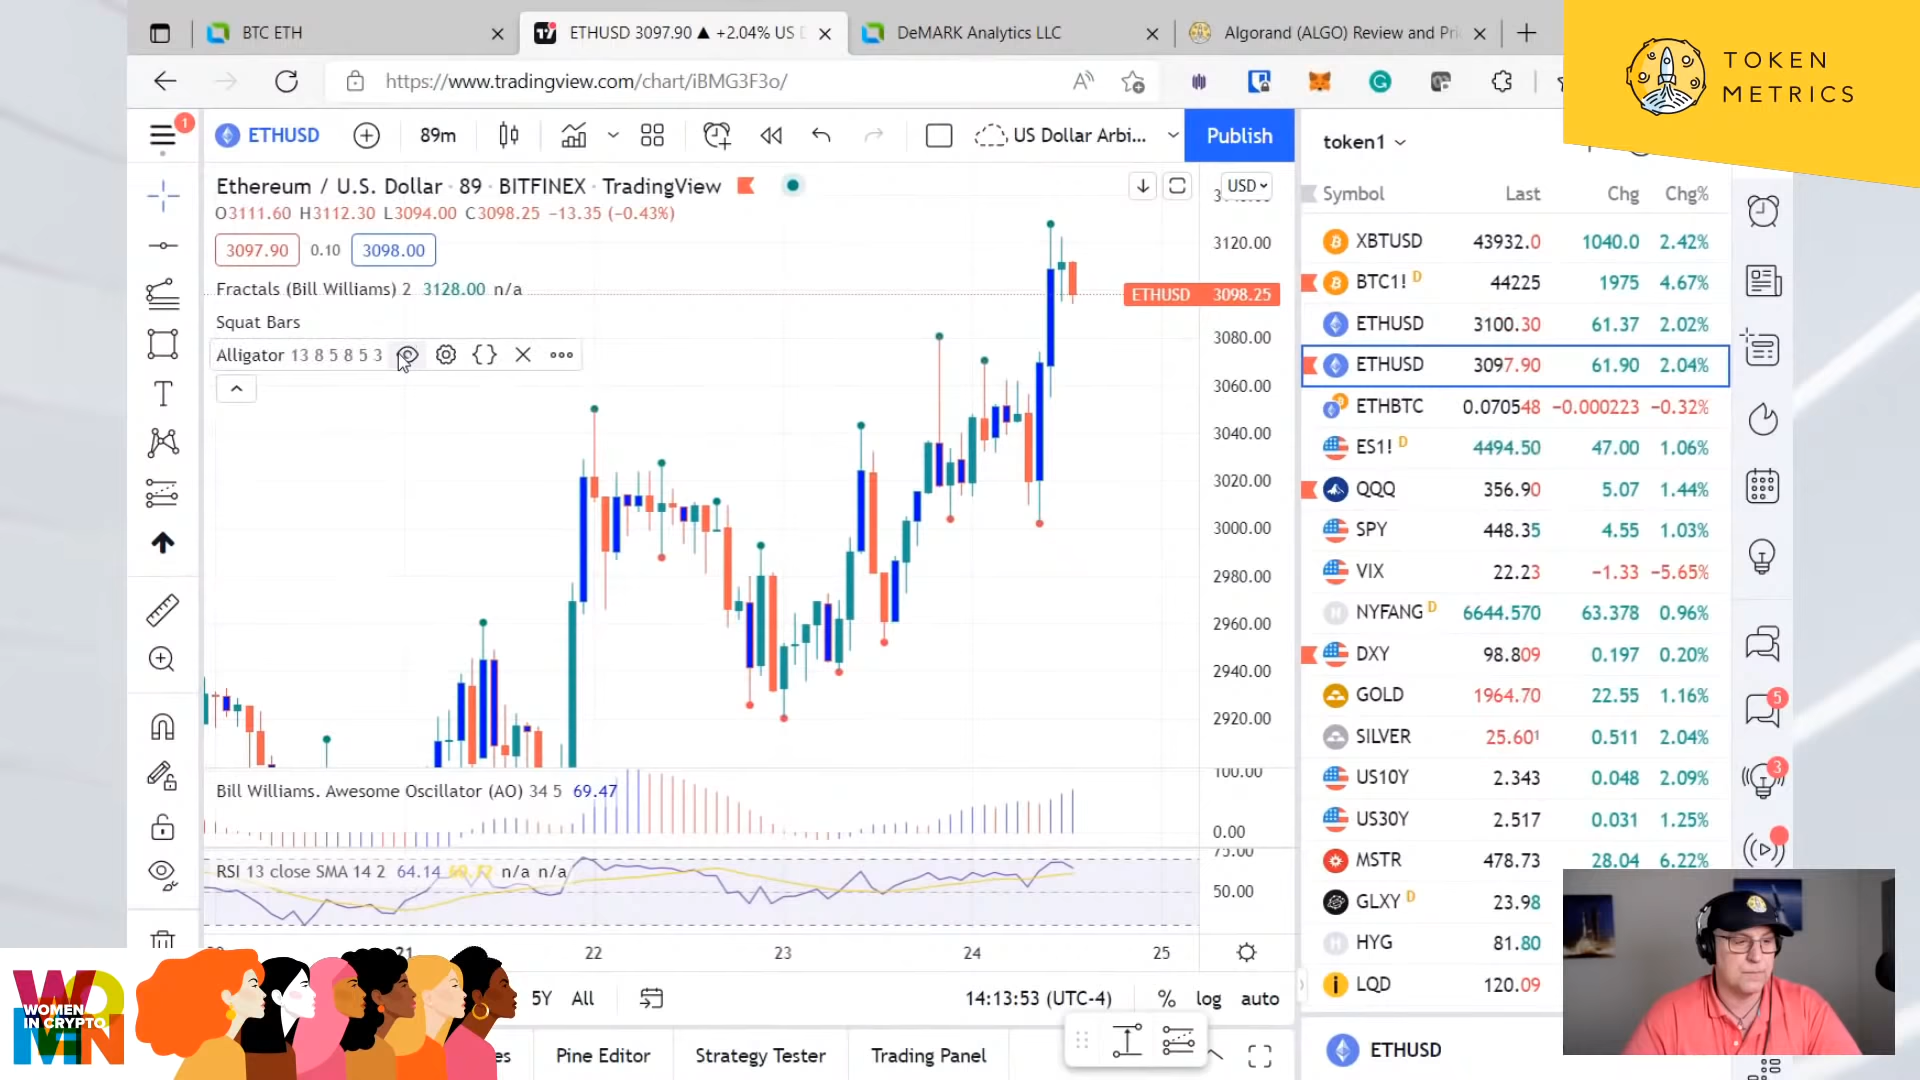 BTC ETH
ETHUSD 3097.90 ▲ +2.04% US D
DeMARK Analytics LLC
Algorand (ALGO) Review and Pri
TOKEN
METRICS
https://www.tradingview.com/chart/iBMG3F3o/
1
ETHUSD
89m
US Dollar Arbi...
Publish
token1
Ethereum / U.S. Dollar · 89 · BITFINEX · TradingView
USD
Symbol Last Chg Chg%
O3111.60 H3112.30 L3094.00 C3098.25 −13.35 (−0.43%)
3097.90 0.10 3098.00
Fractals (Bill Williams) 2 3128.00 n/a
Squat Bars
Alligator 13 8 5 8 5 3
3120.00
ETHUSD 3098.25
3080.00
3060.00
3040.00
3020.00
3000.00
2980.00
2960.00
2940.00
2920.00
XBTUSD 43932.0 1040.0 2.42%
BTC1! D 44225 1975 4.67%
ETHUSD 3100.30 61.37 2.02%
ETHUSD 3097.90 61.90 2.04%
ETHBTC 0.070548 −0.000223 −0.32%
ES1! D 4494.50 47.00 1.06%
QQQ 356.90 5.07 1.44%
SPY 448.35 4.55 1.03%
VIX 22.23 −1.33 −5.65%
NYFANG D 6644.570 63.378 0.96%
DXY 98.809 0.197 0.20%
GOLD 1964.70 22.55 1.16%
SILVER 25.601 0.511 2.04%
US10Y 2.343 0.048 2.09%
US30Y 2.517 0.031 1.25%
MSTR 478.73 28.04 6.22%
GLXY D 23.98
HYG 81.80
LQD 120.09
5
3
Bill Williams. Awesome Oscillator (AO) 34 5 69.47
100.00
0.00
RSI 13 close SMA 14 2 64.14 n/a n/a
75.00
50.00
21 22 23 24 25
5Y All
14:13:53 (UTC-4) % log auto
WOMEN
IN CRYPTO
Pine Editor Strategy Tester Trading Panel
ETHUSD